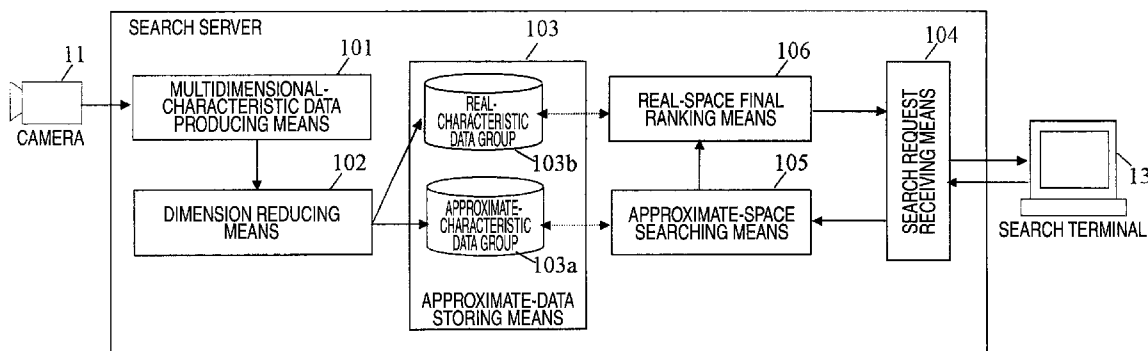 SEARCH SERVER
11
CAMERA
101
MULTIDIMENSIONAL-
CHARACTERISTIC DATA
PRODUCING MEANS
102
DIMENSION REDUCING
MEANS
103
REAL-
CHARACTERISTIC
DATA GROUP
103b
APPROXIMATE-
CHARACTERISTIC
DATA GROUP
103a
APPROXIMATE-DATA
STORING MEANS
106
REAL-SPACE FINAL
RANKING MEANS
105
APPROXIMATE-SPACE
SEARCHING MEANS
104
SEARCH REQUEST
RECEIVING MEANS
13
SEARCH TERMINAL